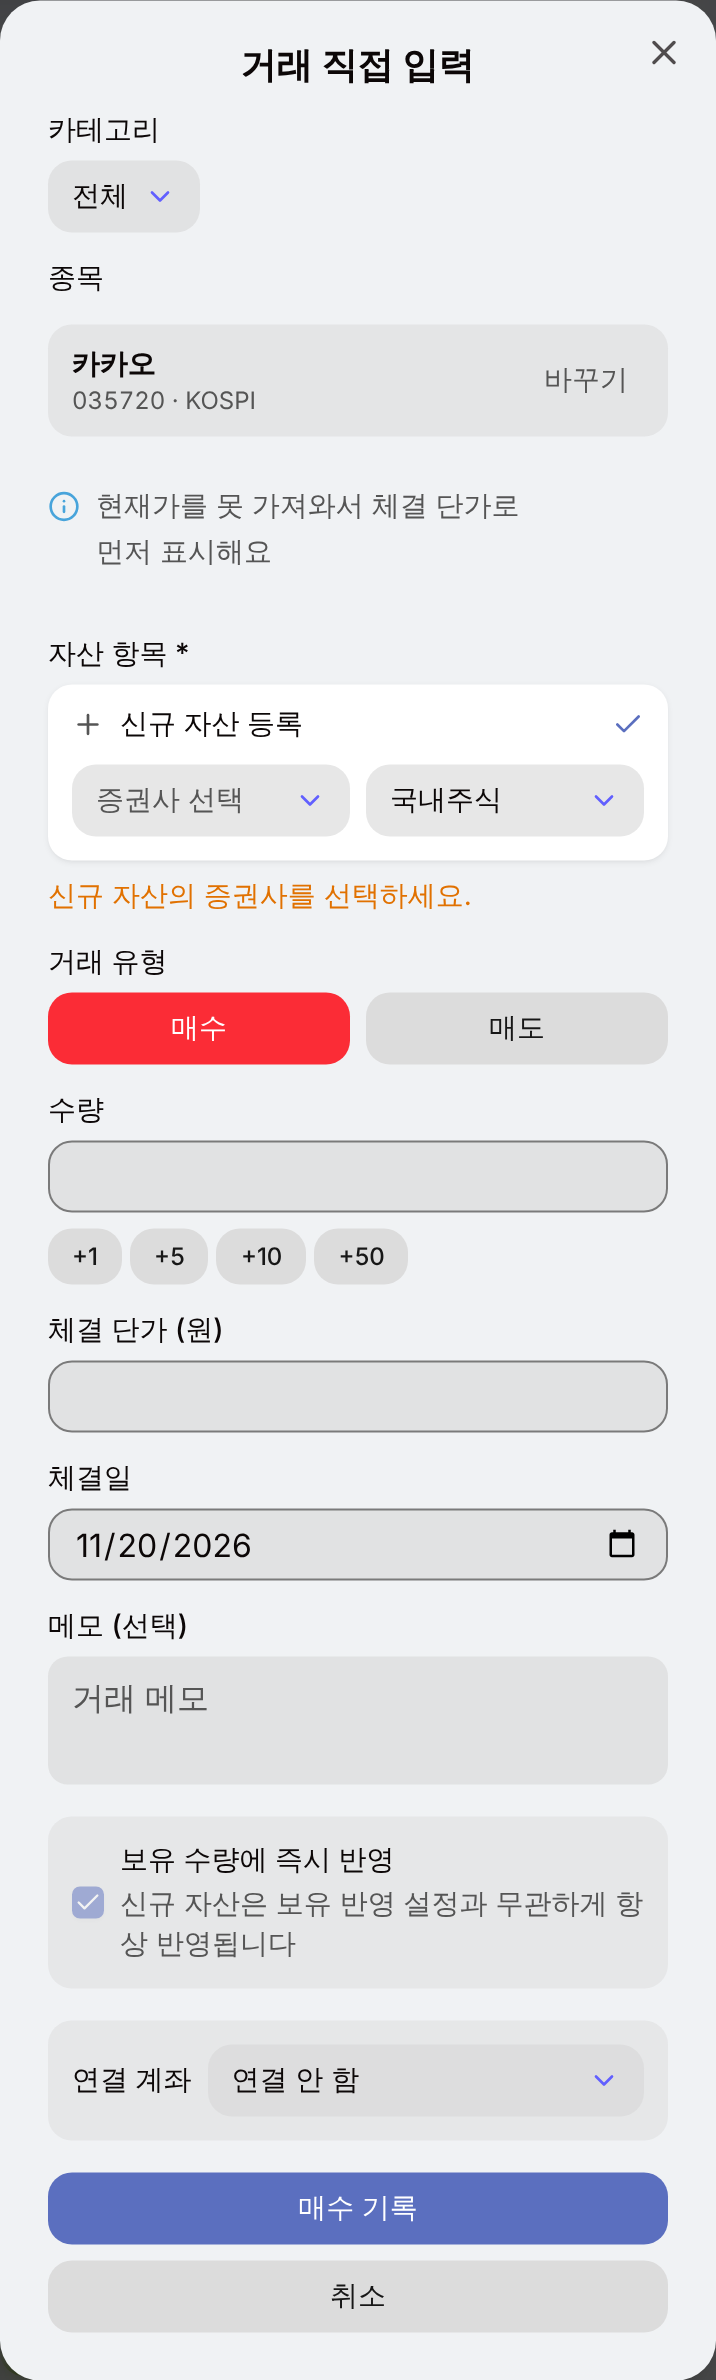 거래 직접 입력
카테고리
전체
종목
카카오
035720 · KOSPI
바꾸기
현재가를 못 가져와서 체결 단가로
먼저 표시해요
자산 항목 *
신규 자산 등록
증권사 선택
국내주식
신규 자산의 증권사를 선택하세요.
거래 유형
매수
매도
수량
+1
+5
+10
+50
체결 단가 (원)
체결일
11/20/2026
메모 (선택)
거래 메모
보유 수량에 즉시 반영
신규 자산은 보유 반영 설정과 무관하게 항
상 반영됩니다
연결 계좌
연결 안 함
매수 기록
취소